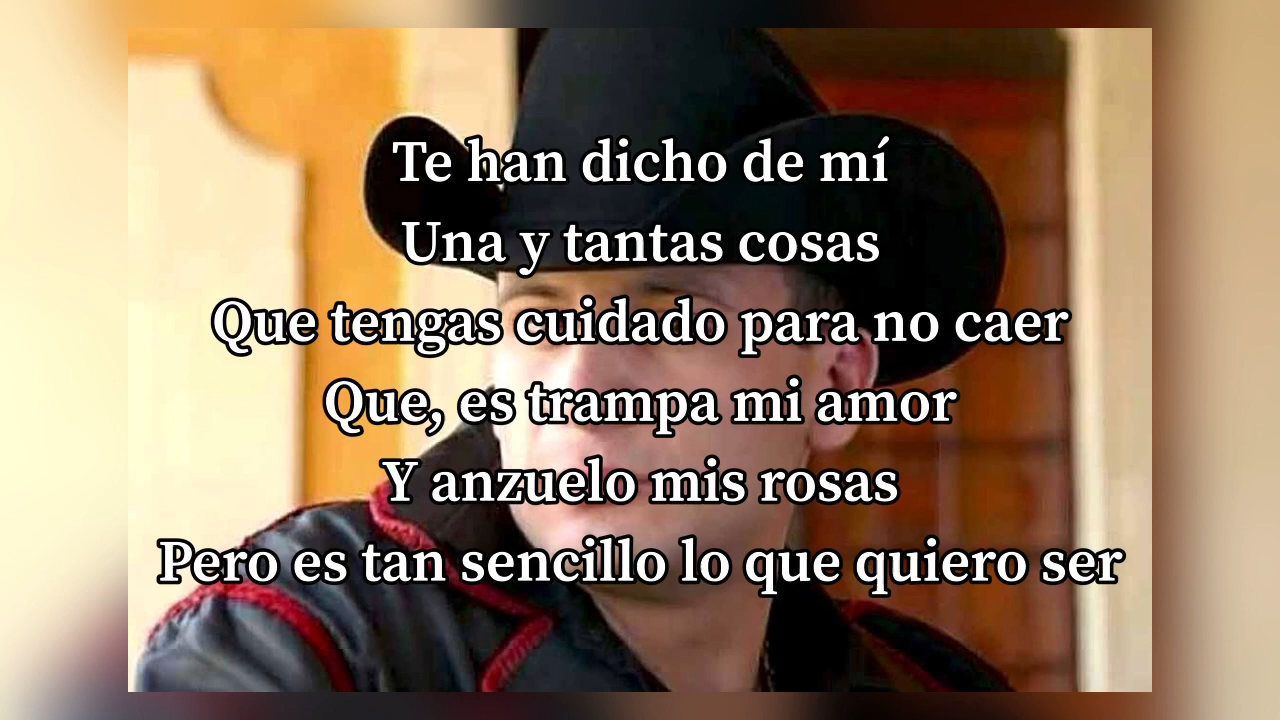 Te han dicho de mí
Una y tantas cosas
Que tengas cuidado para no caer
Que, es trampa mi amor
Y anzuelo mis rosas
Pero es tan sencillo lo que quiero ser